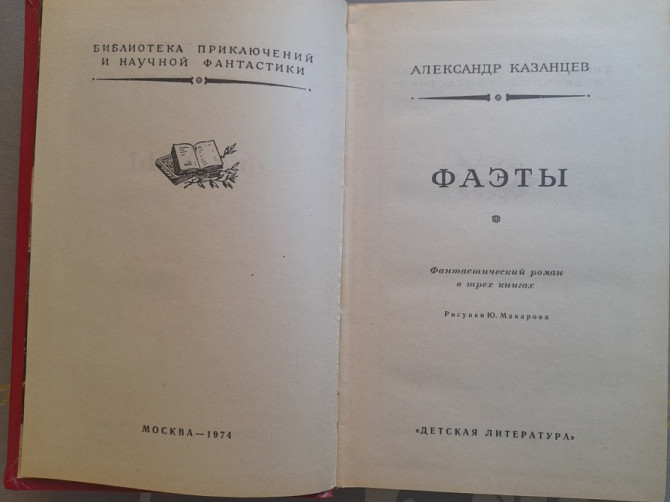 БИБЛИОТЕКА ПРИКЛЮЧЕНИЙ
И НАУЧНОЙ ФАНТАСТИКИ
МОСКВА—1974
АЛЕКСАНДР КАЗАНЦЕВ
ФАЭТЫ
Фантастический роман
в трех книгах
Рисунки Ю. Макарова
«ДЕТСКАЯ ЛИТЕРАТУРА»